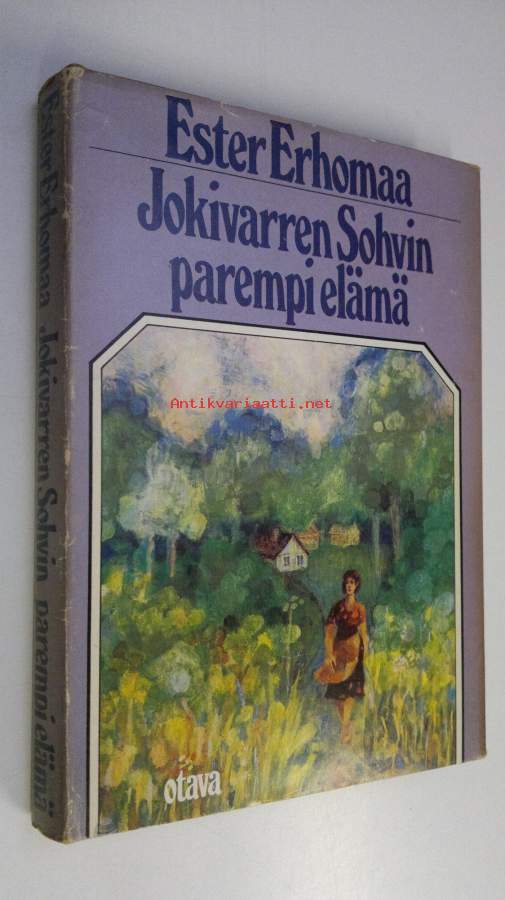 Ester Erhomaa
Jokivarren Sohvin
parempi elämä
Antikvariaatti.net
otava
Ester Erhomaa Jokivarren Sohvin parempi elämä